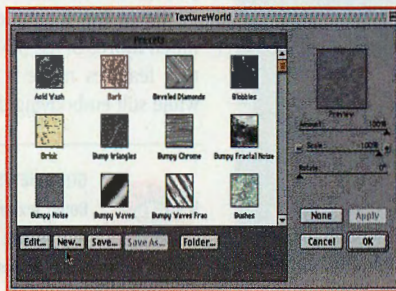 TextureWorld
Presets
Acid Wash
Bark
Beveled Diamonds
Blobbies
Brick
Bump triangles
Bumpy Chrome
Bumpy Fractal Noise
Bumpy Noise
Bumpy Waves
Bumpy Waves Frac
Bushes
Preview
Amount: 100%
Scale: 100%
Rotate: 0°
None
Apply
Edit...
New...
Save...
Save As...
Folder...
Cancel
OK